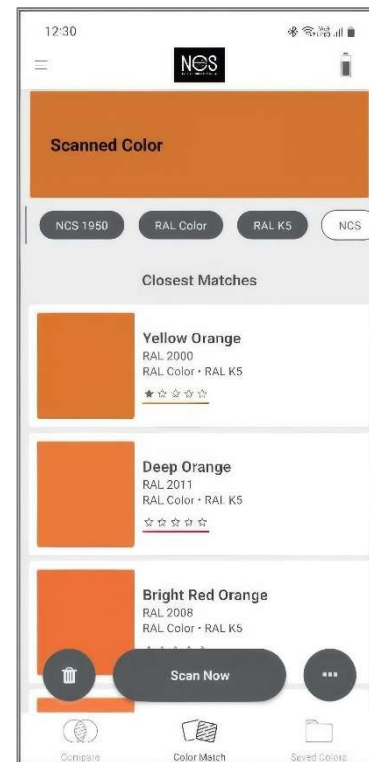 12:30
NCS
Scanned Color
NCS 1950
RAL Color
RAL K5
NCS
Closest Matches
Yellow Orange
RAL 2000
RAL Color • RAL K5
Deep Orange
RAL 2011
RAL Color • RAL K5
Bright Red Orange
RAL 2008
RAL Color • RAL K5
Scan Now
Compare
Color Match
Saved Colors